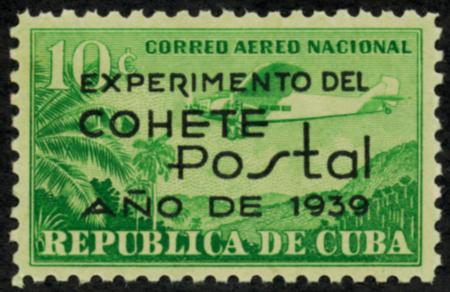 10¢ CORREO AEREO NACIONAL
EXPERIMENTO DEL
COHETE
Postal
AÑO DE 1939
REPUBLICA DE CUBA